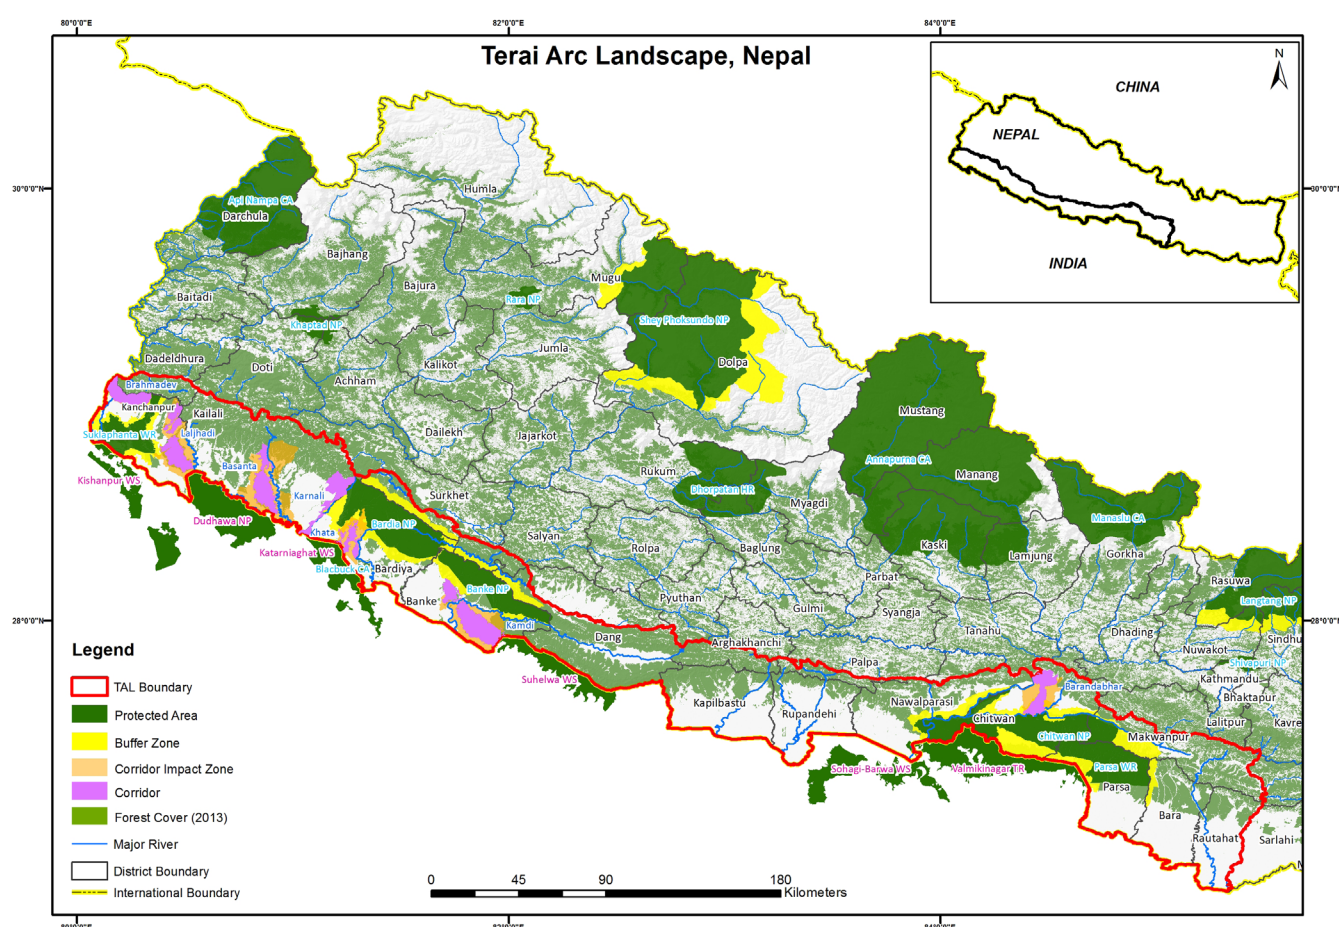 80°0'0"E
82°0'0"E
84°0'0"E
Terai Arc Landscape, Nepal
N
CHINA
NEPAL
INDIA
30°0'0"N
30°0'0"N
Humla
Api Nampa CA
Darchula
Bajhang
Mugu
Bajura
Baitadi
Rara NP
Khaptad NP
Shey Phoksundo NP
Jumla
Dadeldhura
Doti
Kalikot
Dolpa
Achham
Brahmadev
Kanchanpur
Kailali
Mustang
Suklaphanta WR
Laljhadi
Dailekh
Jajarkot
Annapurna CA
Basanta
Rukum
Manang
Kishanpur WS
Karnali
Surkhet
Dhorpatan HR
Myagdi
Dudhawa NP
Bardia NP
Manaslu CA
Khata
Salyan
Katarniaghat WS
Rolpa
Baglung
Kaski
Lamjung
Gorkha
Blacbuck CA
Bardiya
Parbat
Rasuwa
Banke NP
Banke
Pyuthan
Gulmi
Syangja
Langtang NP
28°0'0"N
28°0'0"N
Kamdi
Dang
Tanahu
Dhading
Sindhu
Arghakhanchi
Nuwakot
Legend
Palpa
Shivapuri NP
Suhelwa WS
Kathmandu
TAL Boundary
Barandabhar
Bhaktapur
Kapilbastu
Nawalparasi
Protected Area
Rupandehi
Chitwan
Lalitpur
Kavre
Buffer Zone
Chitwan NP
Makwanpur
Corridor Impact Zone
Sohagi-Barwa WS
Valmikinagar TR
Parsa WR
Corridor
Parsa
Forest Cover (2013)
Bara
Major River
Rautahat
Sarlahi
District Boundary
International Boundary
0
45
90
180
Kilometers